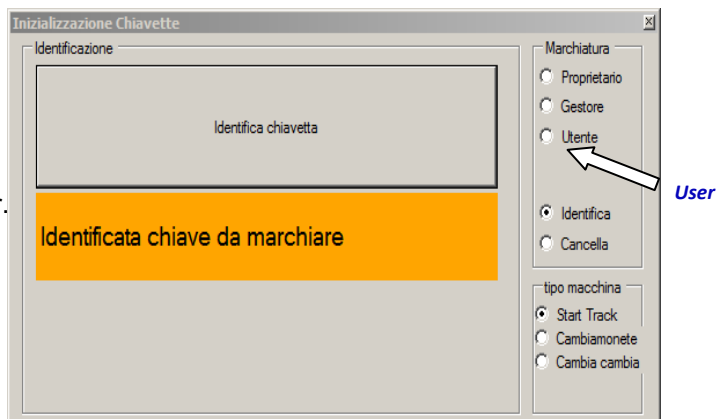 Inizializzazione Chiavette
Identificazione
Identifica chiavetta
Identificata chiave da marchiare
Marchiatura
Proprietario
Gestore
Utente
User
Identifica
Cancella
tipo macchina
Start Track
Cambiamonete
Cambia cambia